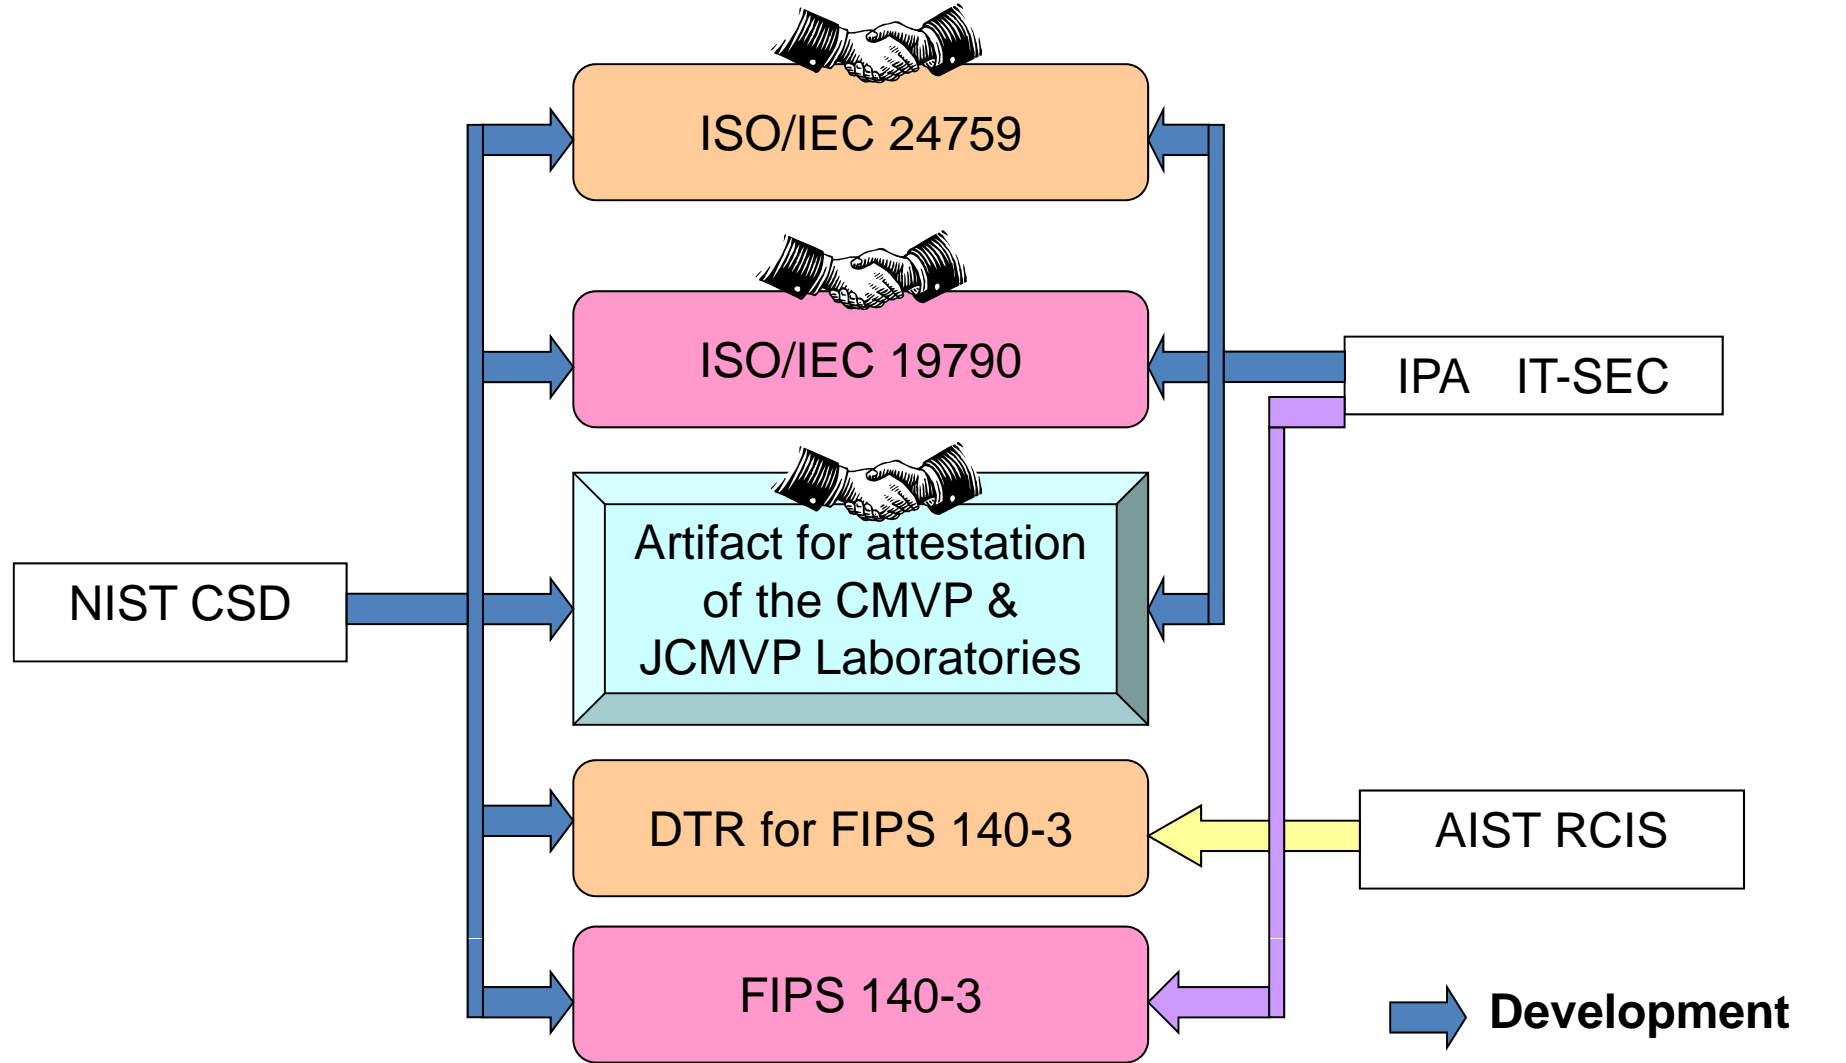 ISO/IEC 24759
ISO/IEC 19790
IPA IT-SEC
Artifact for attestation
of the CMVP &
JCMVP Laboratories
NIST CSD
DTR for FIPS 140-3
AIST RCIS
FIPS 140-3
Development